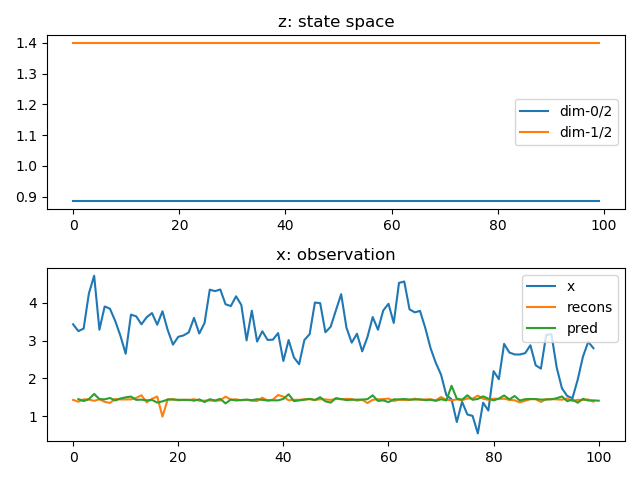 z: state space
1.4
1.3
1.2
1.1
1.0
0.9
dim-0/2
dim-1/2
0 20 40 60 80 100
x: observation
4
3
2
1
x
recons
pred
0 20 40 60 80 100